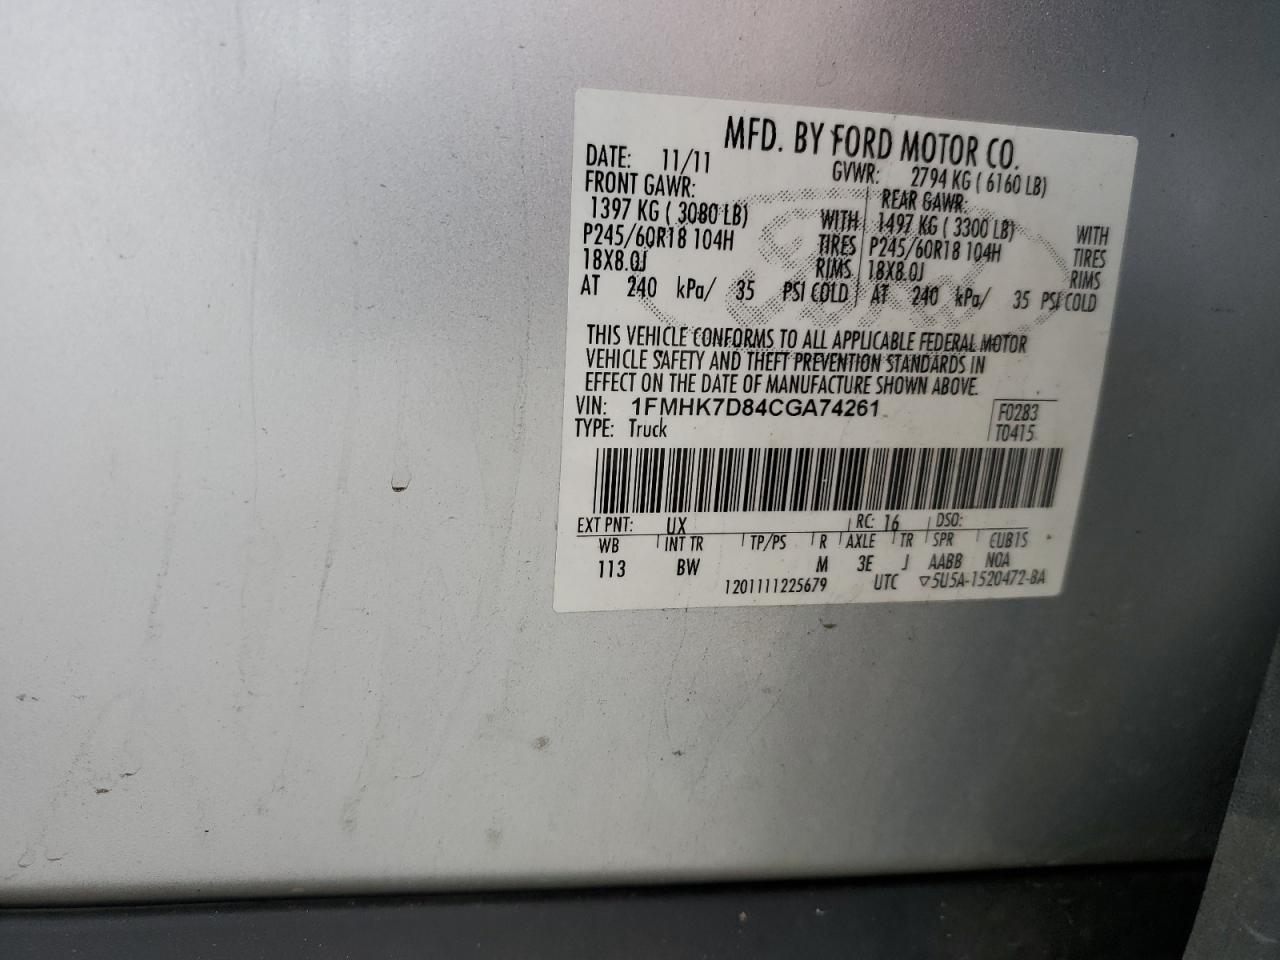 MFD. BY FORD MOTOR CO.
DATE: 11/11 GVWR: 2794 KG ( 6160 LB)
FRONT GAWR: REAR GAWR:
1397 KG ( 3080 LB) WITH 1497 KG ( 3300 LB) WITH
P245/60R18 104H TIRES P245/60R18 104H TIRES
18X8.0J RIMS 18X8.0J RIMS
AT 240 kPa/ 35 PSI COLD AT 240 kPa/ 35 PSI COLD
THIS VEHICLE CONFORMS TO ALL APPLICABLE FEDERAL MOTOR
VEHICLE SAFETY AND THEFT PREVENTION STANDARDS IN
EFFECT ON THE DATE OF MANUFACTURE SHOWN ABOVE.
VIN: 1FMHK7D84CGA74261 F0283
TYPE: Truck T0415
EXT PNT: UX RC: 16 DSO:
WB INT TR TP/PS R AXLE TR SPR CUB15
113 BW M 3E J AABB NOA
1201111225679 UTC ▽5U5A-1520472-BA